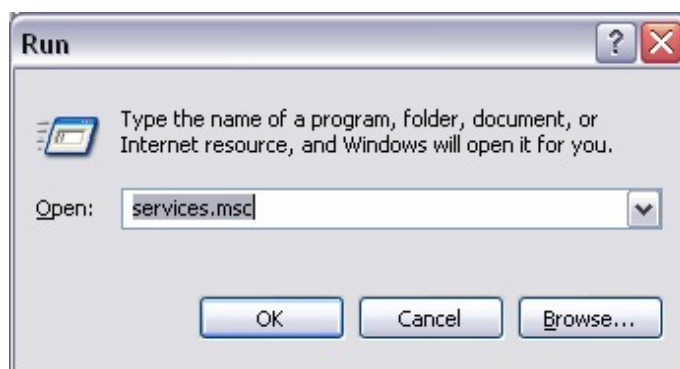 Run
Type the name of a program, folder, document, or
Internet resource, and Windows will open it for you.
Open: services.msc
OK Cancel Browse...